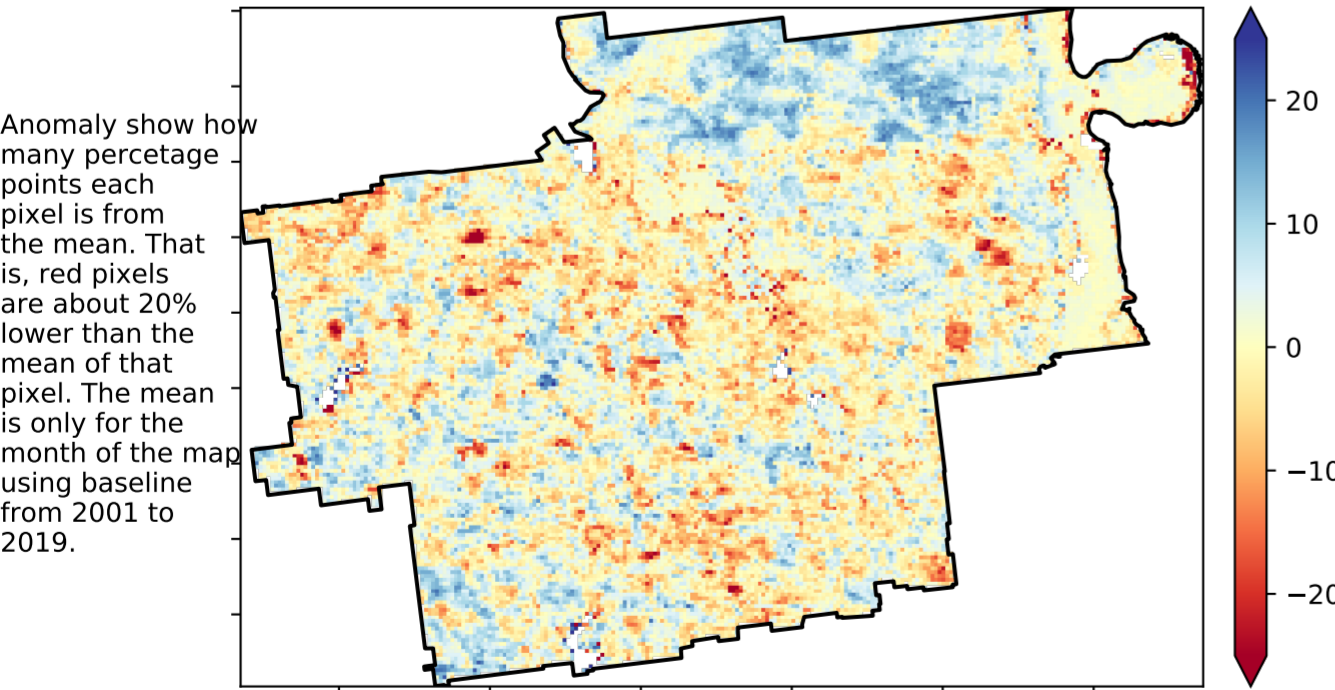 Anomaly show how
many percetage
points each
pixel is from
the mean. That
is, red pixels
are about 20%
lower than the
mean of that
pixel. The mean
is only for the
month of the map
using baseline
from 2001 to
2019.
20
10
0
−10
−20